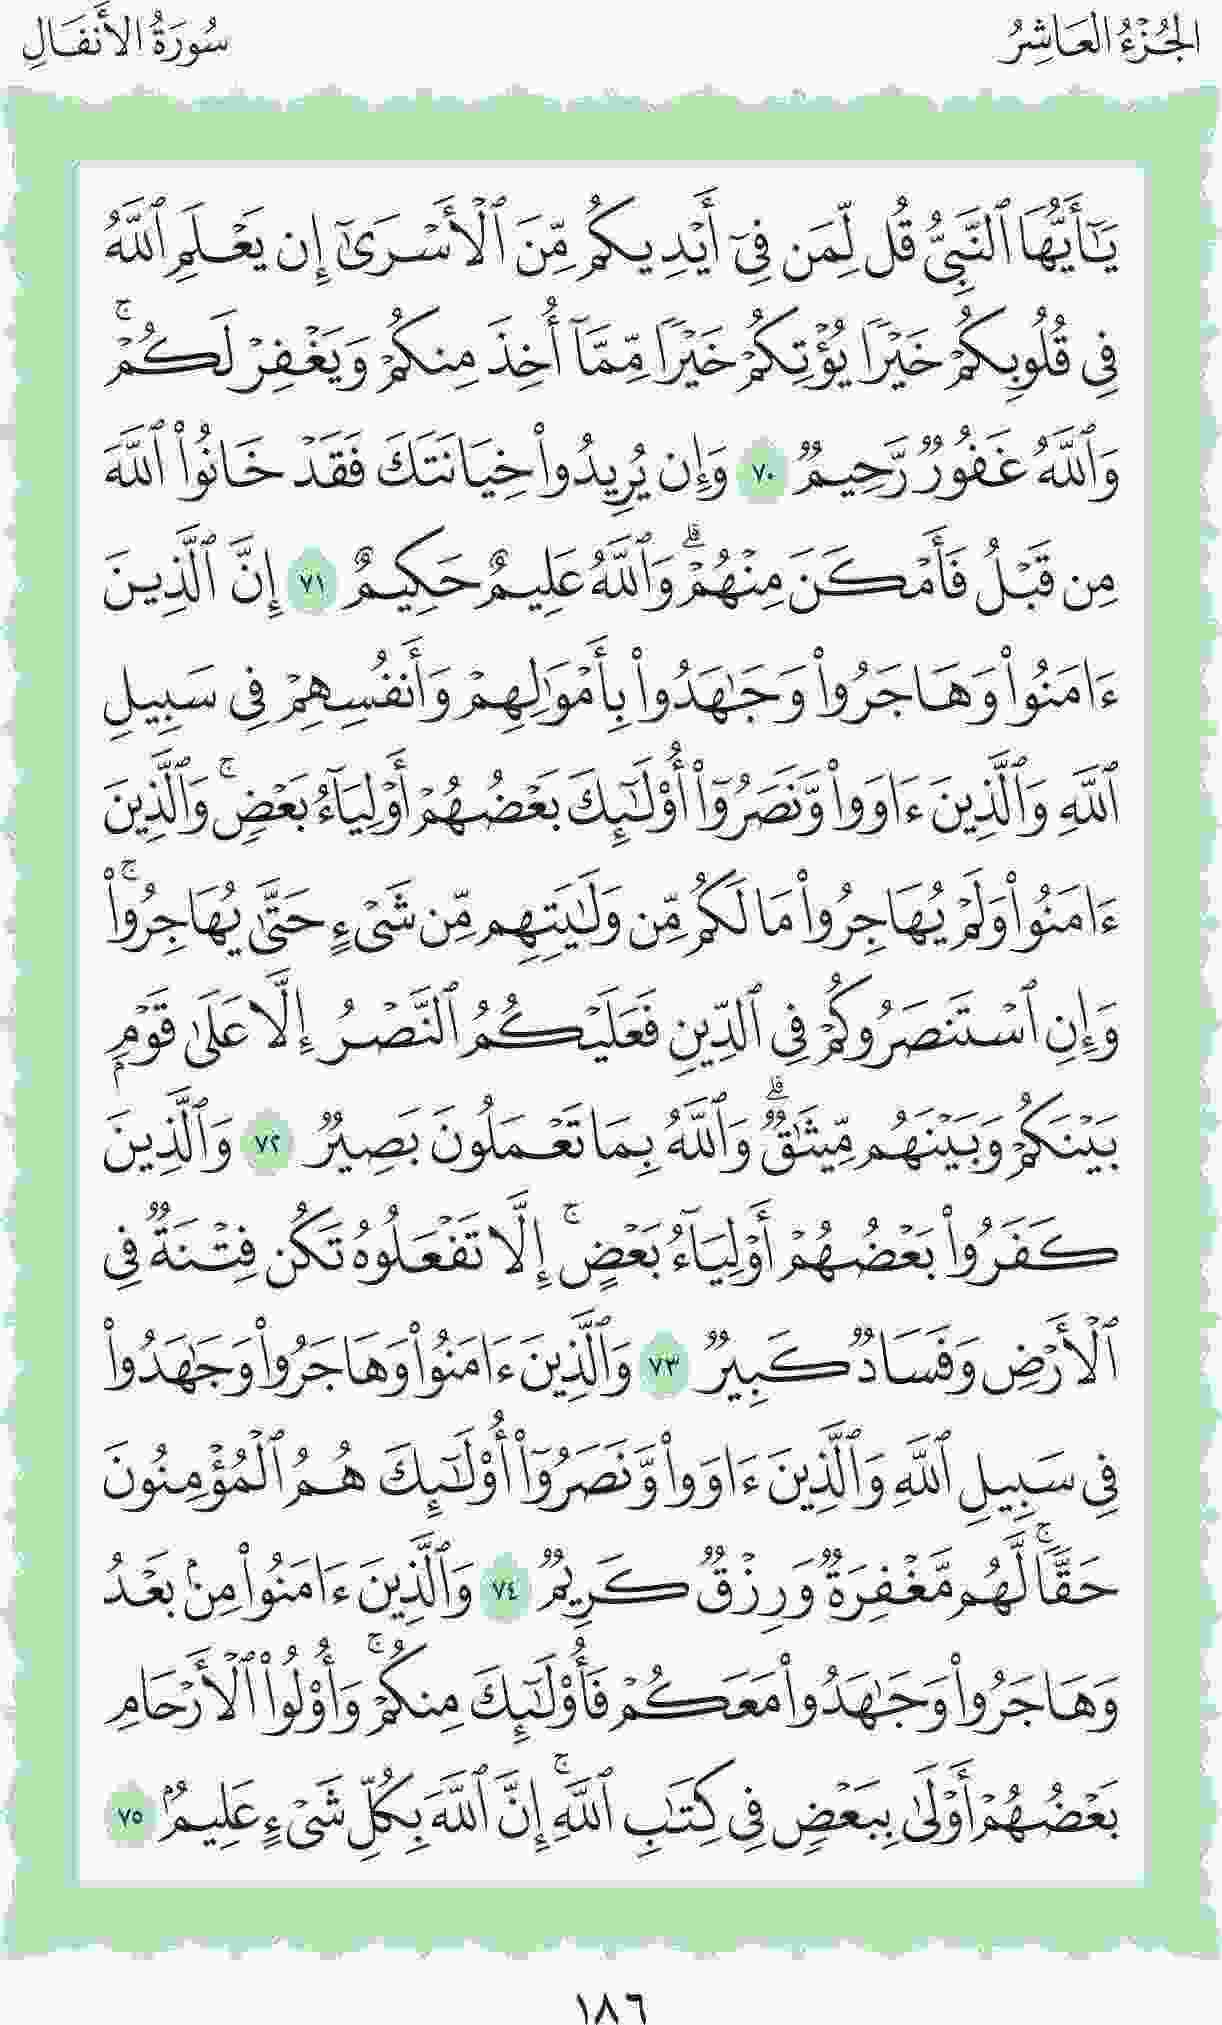 الجُزْءُ العَاشِرُ
سُورَةُ الأَنفَالِ
يَـٰٓأَيُّهَا ٱلنَّبِىُّ قُل لِّمَن فِىٓ أَيْدِيكُم مِّنَ ٱلْأَسْرَىٰٓ إِن يَعْلَمِ ٱللَّهُ
فِى قُلُوبِكُمْ خَيْرًا يُؤْتِكُمْ خَيْرًا مِّمَّآ أُخِذَ مِنكُمْ وَيَغْفِرْ لَكُمْ ۚ
وَٱللَّهُ غَفُورٌ رَّحِيمٌ ٧٠ وَإِن يُرِيدُوا۟ خِيَانَتَكَ فَقَدْ خَانُوا۟ ٱللَّهَ
مِن قَبْلُ فَأَمْكَنَ مِنْهُمْ ۗ وَٱللَّهُ عَلِيمٌ حَكِيمٌ ٧١ إِنَّ ٱلَّذِينَ
ءَامَنُوا۟ وَهَاجَرُوا۟ وَجَـٰهَدُوا۟ بِأَمْوَٰلِهِمْ وَأَنفُسِهِمْ فِى سَبِيلِ
ٱللَّهِ وَٱلَّذِينَ ءَاوَوا۟ وَّنَصَرُوٓا۟ أُو۟لَـٰٓئِكَ بَعْضُهُمْ أَوْلِيَآءُ بَعْضٍ ۚ وَٱلَّذِينَ
ءَامَنُوا۟ وَلَمْ يُهَاجِرُوا۟ مَا لَكُم مِّن وَلَـٰيَتِهِم مِّن شَىْءٍ حَتَّىٰ يُهَاجِرُوا۟ ۚ
وَإِنِ ٱسْتَنصَرُوكُمْ فِى ٱلدِّينِ فَعَلَيْكُمُ ٱلنَّصْرُ إِلَّا عَلَىٰ قَوْمٍۭ
بَيْنَكُمْ وَبَيْنَهُم مِّيثَـٰقٌ ۗ وَٱللَّهُ بِمَا تَعْمَلُونَ بَصِيرٌ ٧٢ وَٱلَّذِينَ
كَفَرُوا۟ بَعْضُهُمْ أَوْلِيَآءُ بَعْضٍ ۚ إِلَّا تَفْعَلُوهُ تَكُن فِتْنَةٌ فِى
ٱلْأَرْضِ وَفَسَادٌ كَبِيرٌ ٧٣ وَٱلَّذِينَ ءَامَنُوا۟ وَهَاجَرُوا۟ وَجَـٰهَدُوا۟
فِى سَبِيلِ ٱللَّهِ وَٱلَّذِينَ ءَاوَوا۟ وَّنَصَرُوٓا۟ أُو۟لَـٰٓئِكَ هُمُ ٱلْمُؤْمِنُونَ
حَقًّا ۚ لَّهُم مَّغْفِرَةٌ وَرِزْقٌ كَرِيمٌ ٧٤ وَٱلَّذِينَ ءَامَنُوا۟ مِنۢ بَعْدُ
وَهَاجَرُوا۟ وَجَـٰهَدُوا۟ مَعَكُمْ فَأُو۟لَـٰٓئِكَ مِنكُمْ ۚ وَأُو۟لُوا۟ ٱلْأَرْحَامِ
بَعْضُهُمْ أَوْلَىٰ بِبَعْضٍ فِى كِتَـٰبِ ٱللَّهِ ۗ إِنَّ ٱللَّهَ بِكُلِّ شَىْءٍ عَلِيمٌۢ ٧٥
١٨٦